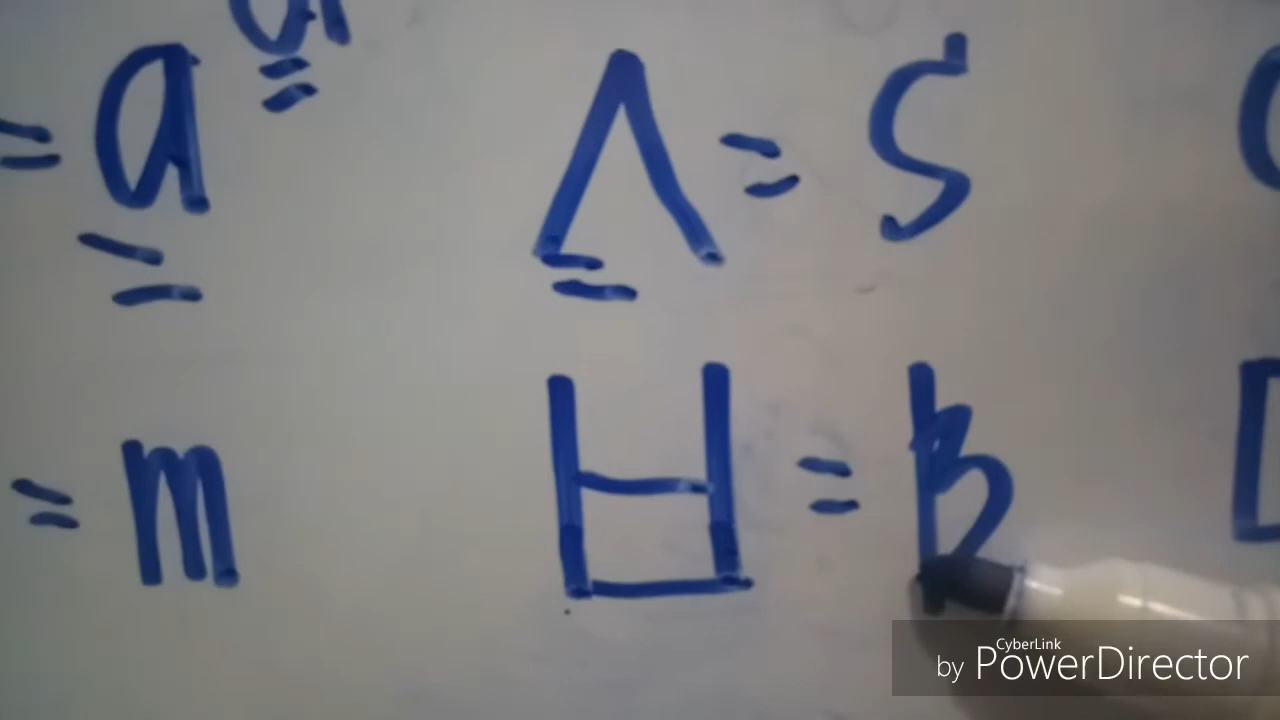 = a ㅅ = S
= m ㅂ = B
CyberLink
by PowerDirector